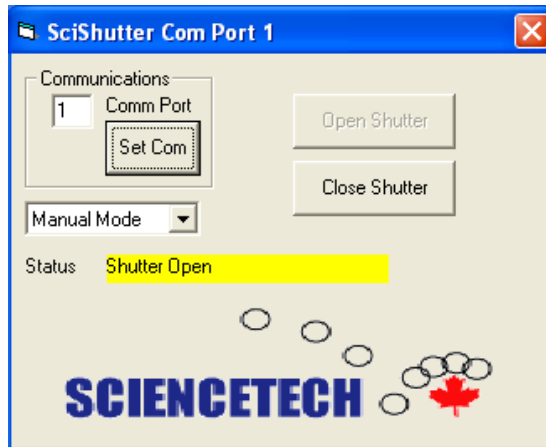 SciShutter Com Port 1
Communications
1 Comm Port
Set Com
Open Shutter
Close Shutter
Manual Mode
Status Shutter Open
SCIENCETECH